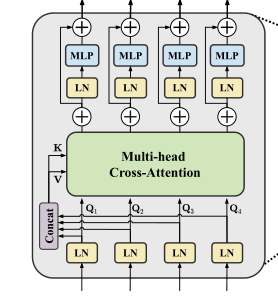 MLP MLP MLP MLP
LN LN LN LN
K
V
Multi-head
Cross-Attention
Concat
Q1 Q2 Q3 Q4
LN LN LN LN